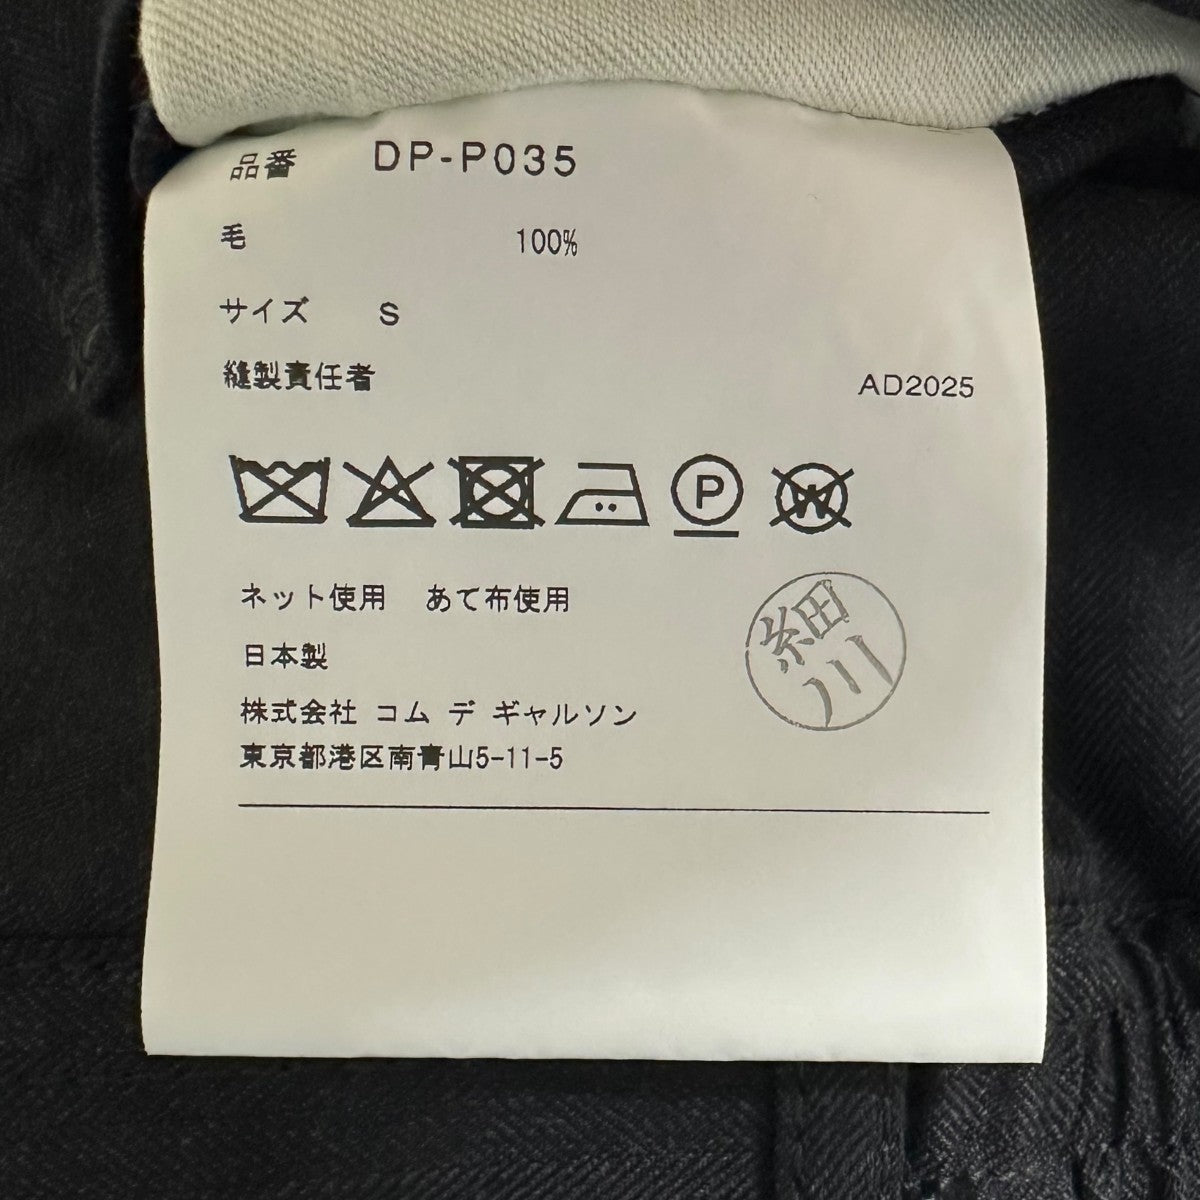 品番 DP-P035
毛 100%
サイズ S
縫製責任者 AD2025
P W
ネット使用 あて布使用
細川
日本製
株式会社 コム デ ギャルソン
東京都港区南青山5-11-5